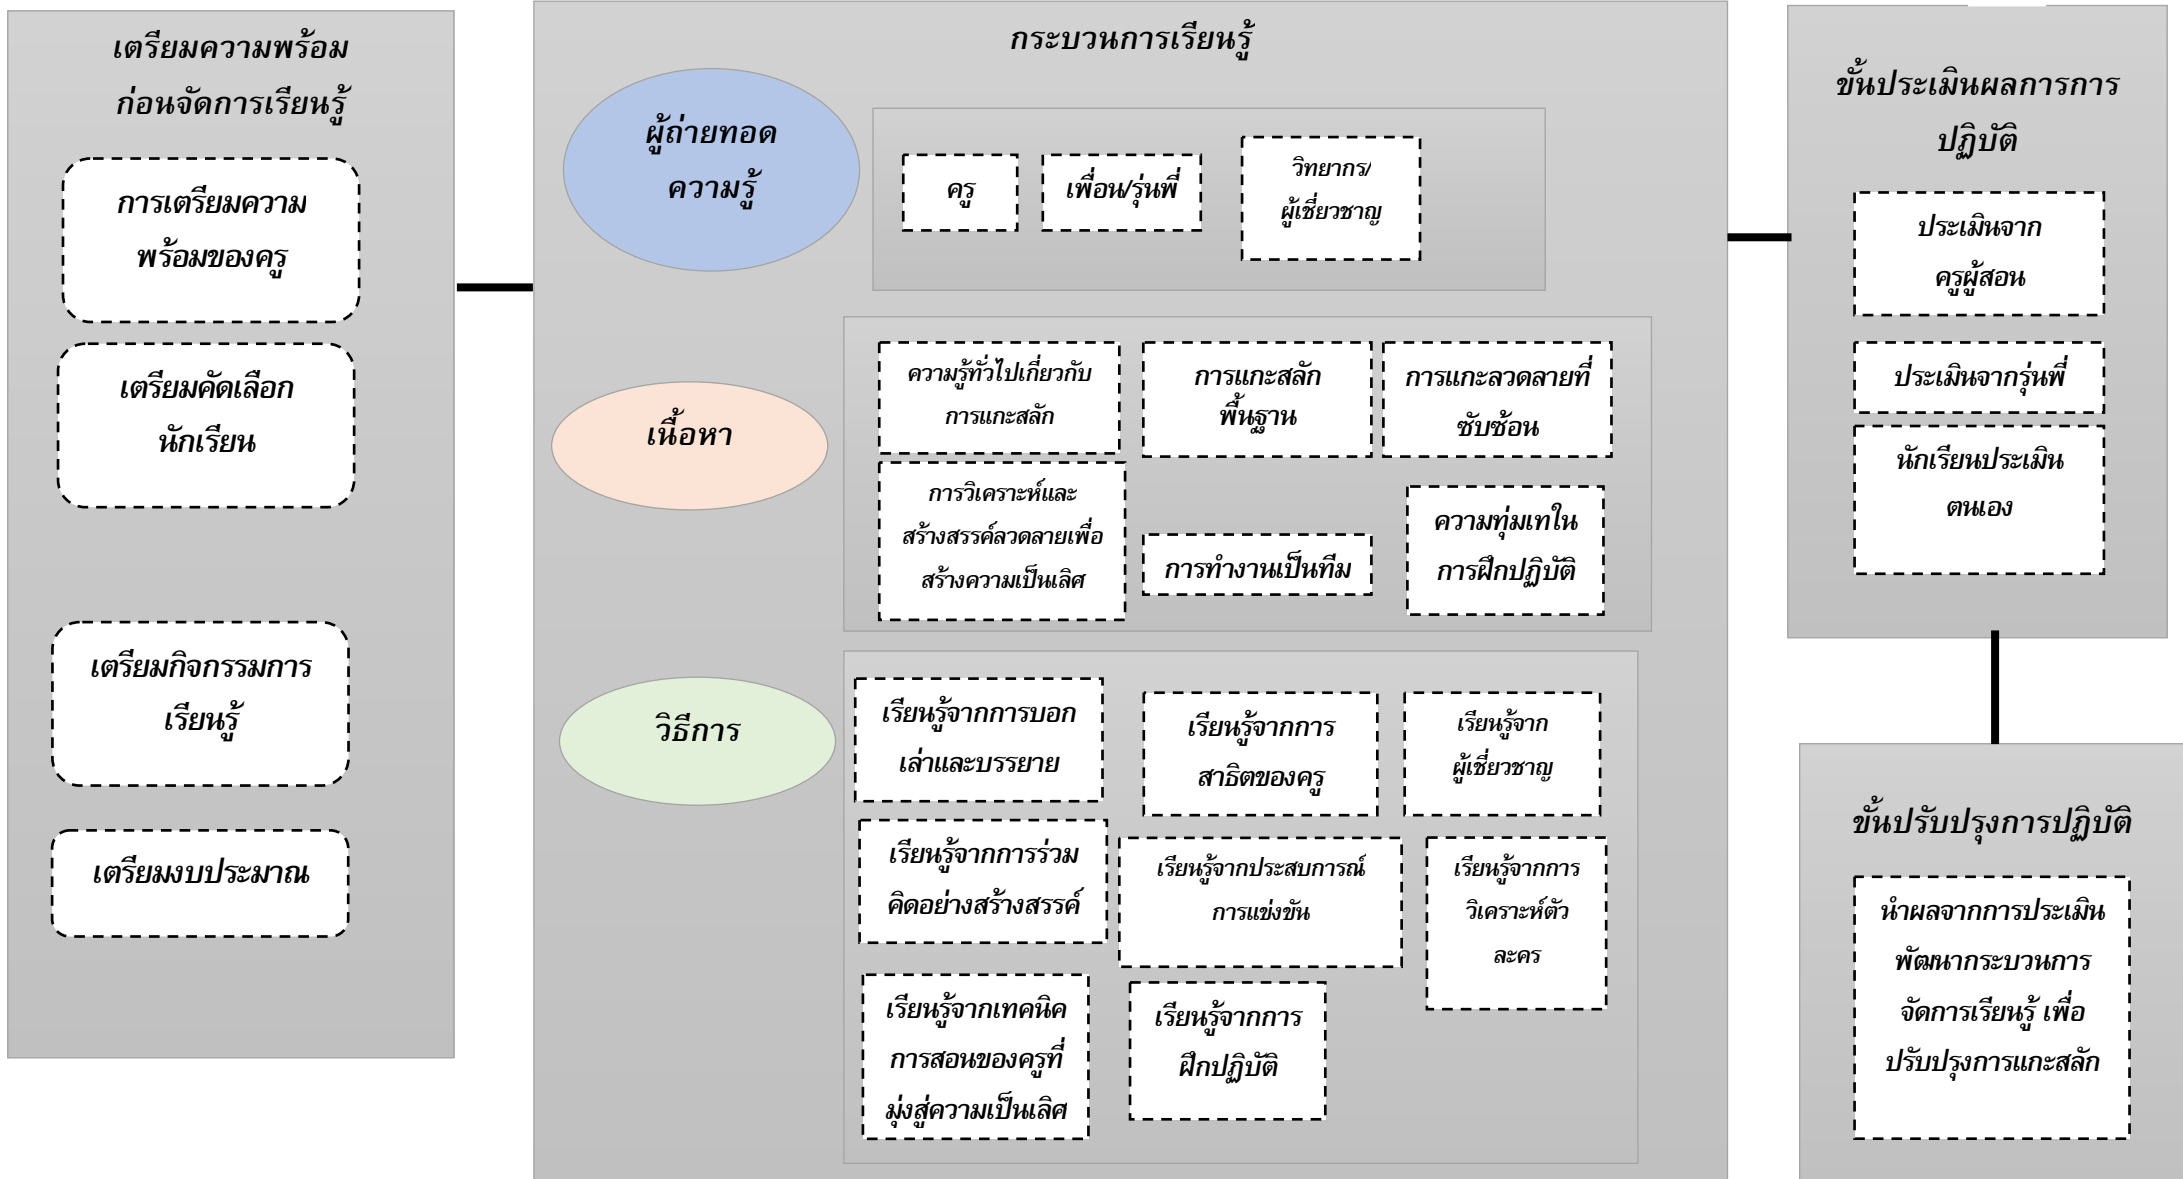 เตรียมความพร้อม
ก่อนจัดการเรียนรู้
การเตรียมความ
พร้อมของครู
เตรียมคัดเลือก
นักเรียน
เตรียมกิจกรรมการ
เรียนรู้
เตรียมงบประมาณ
กระบวนการเรียนรู้
ผู้ถ่ายทอด
ความรู้
ครู
เพื่อน/รุ่นพี่
วิทยากร/
ผู้เชี่ยวชาญ
เนื้อหา
ความรู้ทั่วไปเกี่ยวกับ
การแกะสลัก
การแกะสลัก
พื้นฐาน
การแกะลวดลายที่
ซับซ้อน
การวิเคราะห์และ
สร้างสรรค์ลวดลายเพื่อ
สร้างความเป็นเลิศ
การทำงานเป็นทีม
ความทุ่มเทใน
การฝึกปฏิบัติ
วิธีการ
เรียนรู้จากการบอก
เล่าและบรรยาย
เรียนรู้จากการ
สาธิตของครู
เรียนรู้จาก
ผู้เชี่ยวชาญ
เรียนรู้จากการร่วม
คิดอย่างสร้างสรรค์
เรียนรู้จากประสบการณ์
การแข่งขัน
เรียนรู้จากการ
วิเคราะห์ตัว
ละคร
เรียนรู้จากเทคนิค
การสอนของครูที่
มุ่งสู่ความเป็นเลิศ
เรียนรู้จากการ
ฝึกปฏิบัติ
ขั้นประเมินผลการการ
ปฏิบัติ
ประเมินจาก
ครูผู้สอน
ประเมินจากรุ่นพี่
นักเรียนประเมิน
ตนเอง
ขั้นปรับปรุงการปฏิบัติ
นำผลจากการประเมิน
พัฒนากระบวนการ
จัดการเรียนรู้ เพื่อ
ปรับปรุงการแกะสลัก